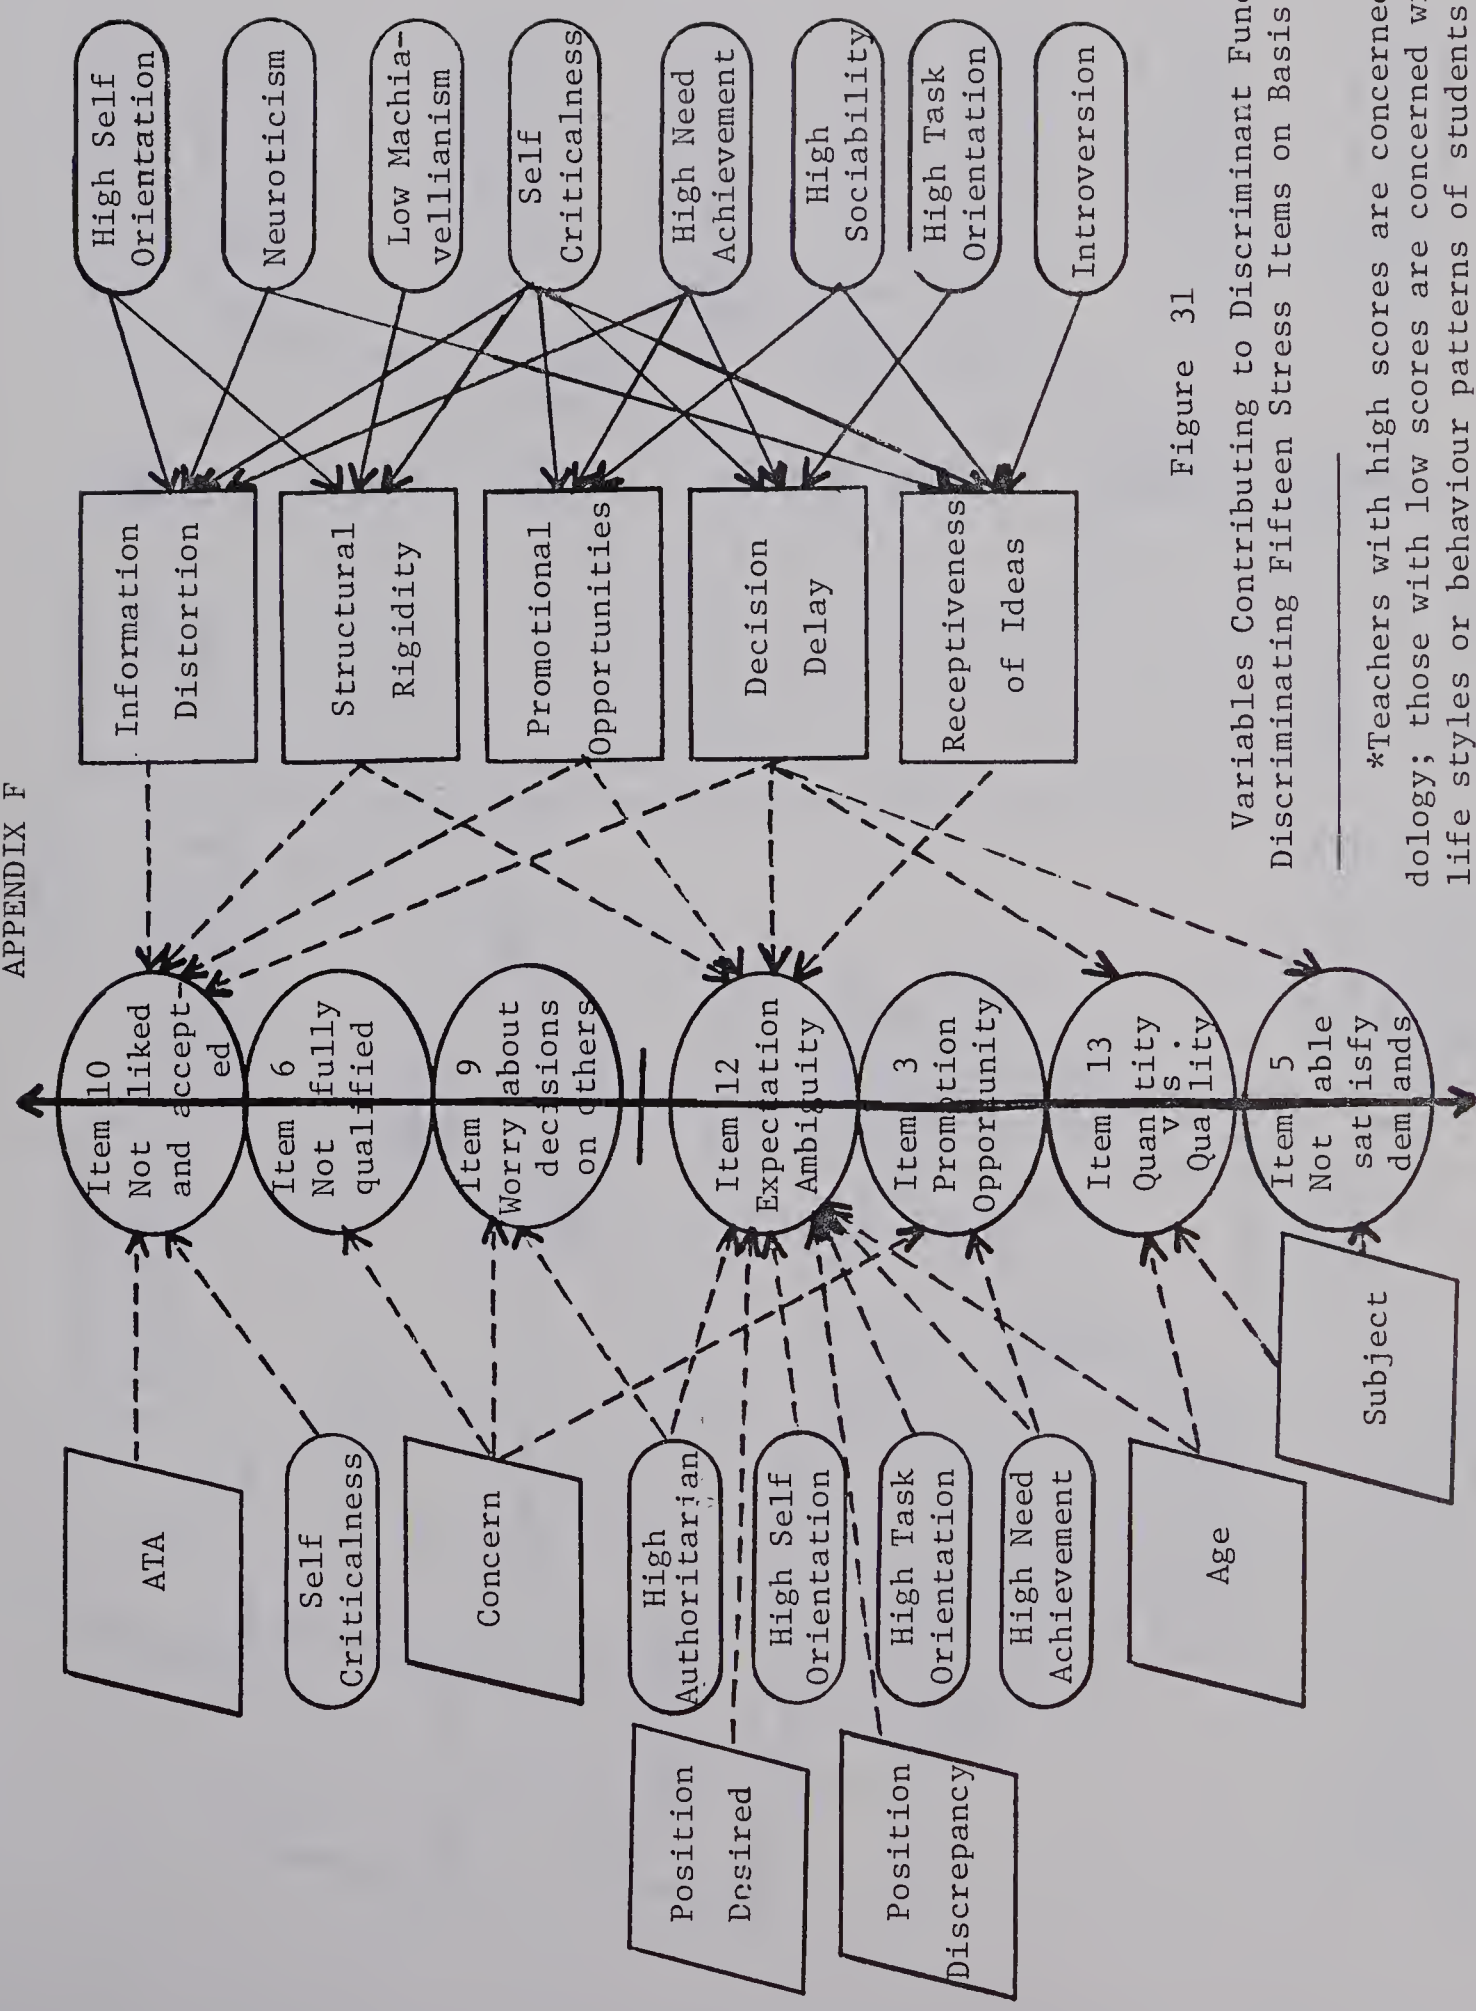 APPENDIX F
High Self
Orientation
Neuroticism
Low Machia-
vellianism
Self
Criticalness
High Need
Achievement
High
Sociability
High Task
Orientation
Introversion
Information
Distortion
Structural
Rigidity
Promotional
Opportunities
Decision
Delay
Receptiveness
of Ideas
Item 10
Not liked
and accept-
ed
Item 6
Not fully
qualified
Item 9
Worry about
decisions
on others
Item 12
Expectation
Ambiguity
Item 3
Promotion
Opportunity
Item 13
Quantity
vs.
Quality
Item 5
Not able
satisfy
demands
ATA
Self
Criticalness
Concern
High
Authoritarian
High Self
Orientation
High Task
Orientation
High Need
Achievement
Age
Subject
Position
Desired
Position
Discrepancy
Figure 31
Variables Contributing to Discriminant Func
Discriminating Fifteen Stress Items on Basis
*Teachers with high scores are concerned
dology; those with low scores are concerned wi
life styles or behaviour patterns of students